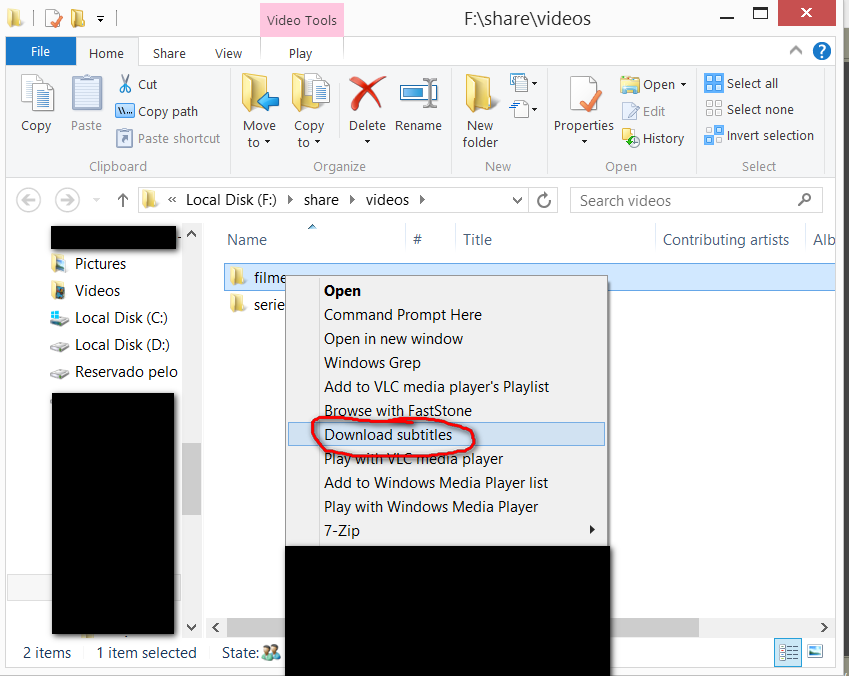 Video Tools
F:\share\videos
File
Home
Share
View
Play
Copy
Paste
Cut
Copy path
Paste shortcut
Clipboard
Move to
Copy to
Delete
Rename
Organize
New folder
New
Properties
Open
Edit
History
Open
Select all
Select none
Invert selection
Select
« Local Disk (F:) share videos
Search videos
Name
#
Title
Contributing artists
Alb
Pictures
Videos
Local Disk (C:)
Local Disk (D:)
Reservado pelo
filme
serie
Open
Command Prompt Here
Open in new window
Windows Grep
Add to VLC media player's Playlist
Browse with FastStone
Download subtitles
Play with VLC media player
Add to Windows Media Player list
Play with Windows Media Player
7-Zip
2 items
1 item selected
State: